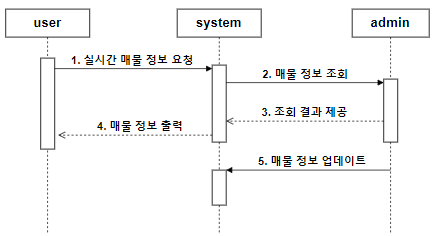 user
system
admin
1. 실시간 매물 정보 요청
2. 매물 정보 조회
3. 조회 결과 제공
4. 매물 정보 출력
5. 매물 정보 업데이트